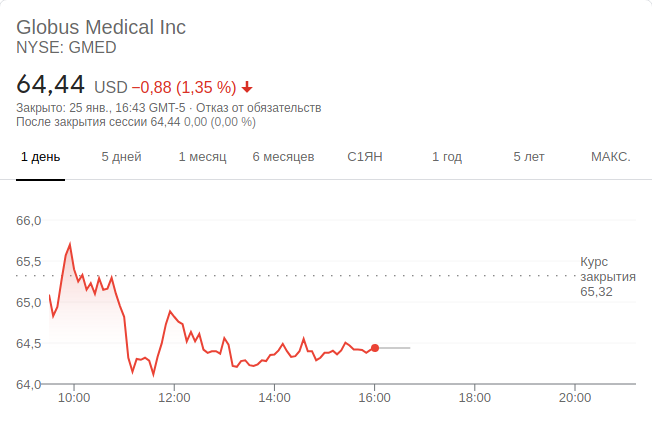 Globus Medical Inc
NYSE: GMED
64,44 USD −0,88 (1,35 %)
Закрыто: 25 янв., 16:43 GMT-5 · Отказ от обязательств
После закрытия сессии 64,44 0,00 (0,00 %)
1 день 5 дней 1 месяц 6 месяцев С1ЯН 1 год 5 лет МАКС.
66,0
65,5
Курс
закрытия
65,32
65,0
64,5
64,0
10:00 12:00 14:00 16:00 18:00 20:00